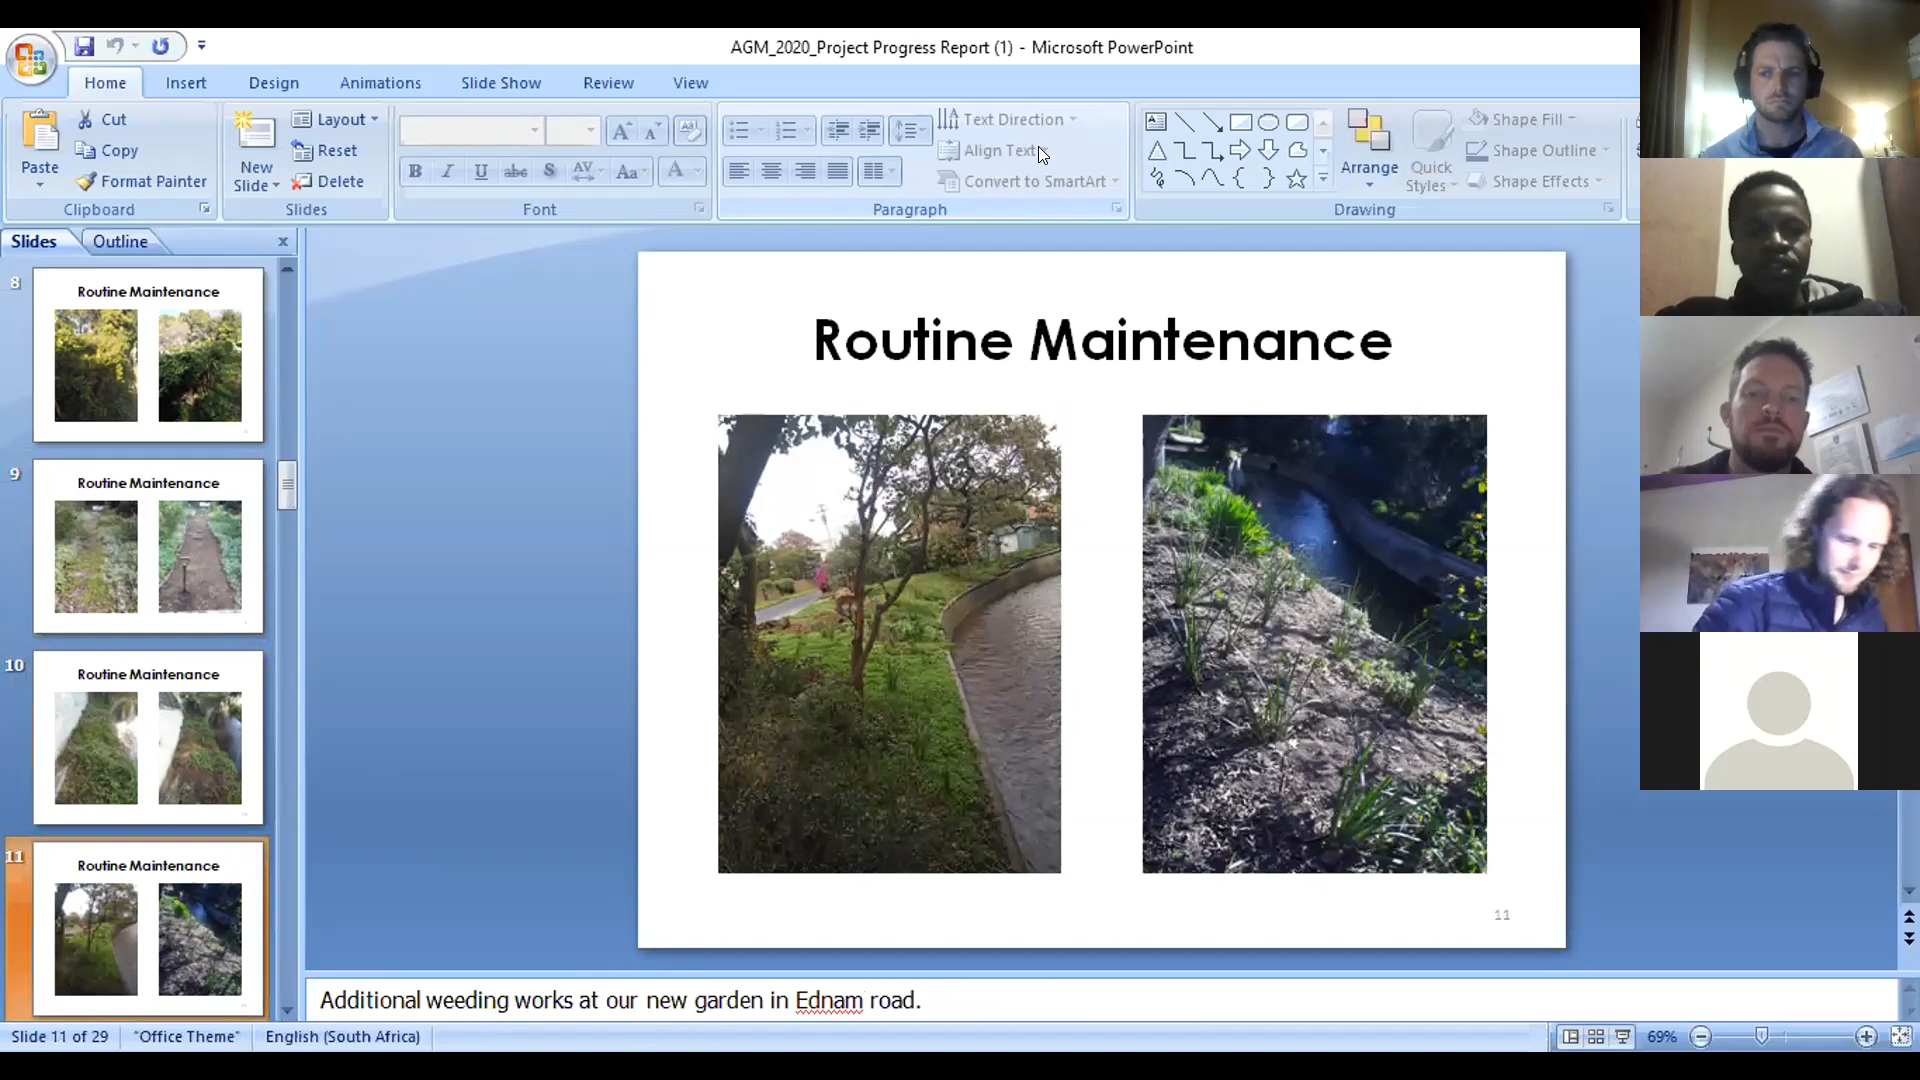 AGM_2020_Project Progress Report (1) - Microsoft PowerPoint
Home Insert Design Animations Slide Show Review View
Paste
Cut
Copy
Format Painter
Clipboard
New Slide
Layout
Reset
Delete
Slides
B I U abc S AV Aa A
Font
Text Direction
Align Text
Convert to SmartArt
Paragraph
Arrange
Quick Styles
Shape Fill
Shape Outline
Shape Effects
Drawing
Slides Outline x
8
Routine Maintenance
9
Routine Maintenance
10
Routine Maintenance
11
Routine Maintenance
Routine Maintenance
11
Additional weeding works at our new garden in Ednam road.
Slide 11 of 29 "Office Theme" English (South Africa) 69%